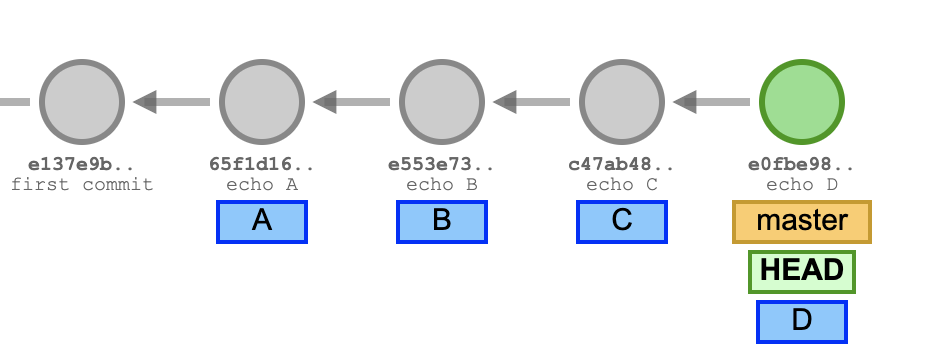 e137e9b..
first commit
65f1d16..
echo A
A
e553e73..
echo B
B
c47ab48..
echo C
C
e0fbe98..
echo D
master
HEAD
D